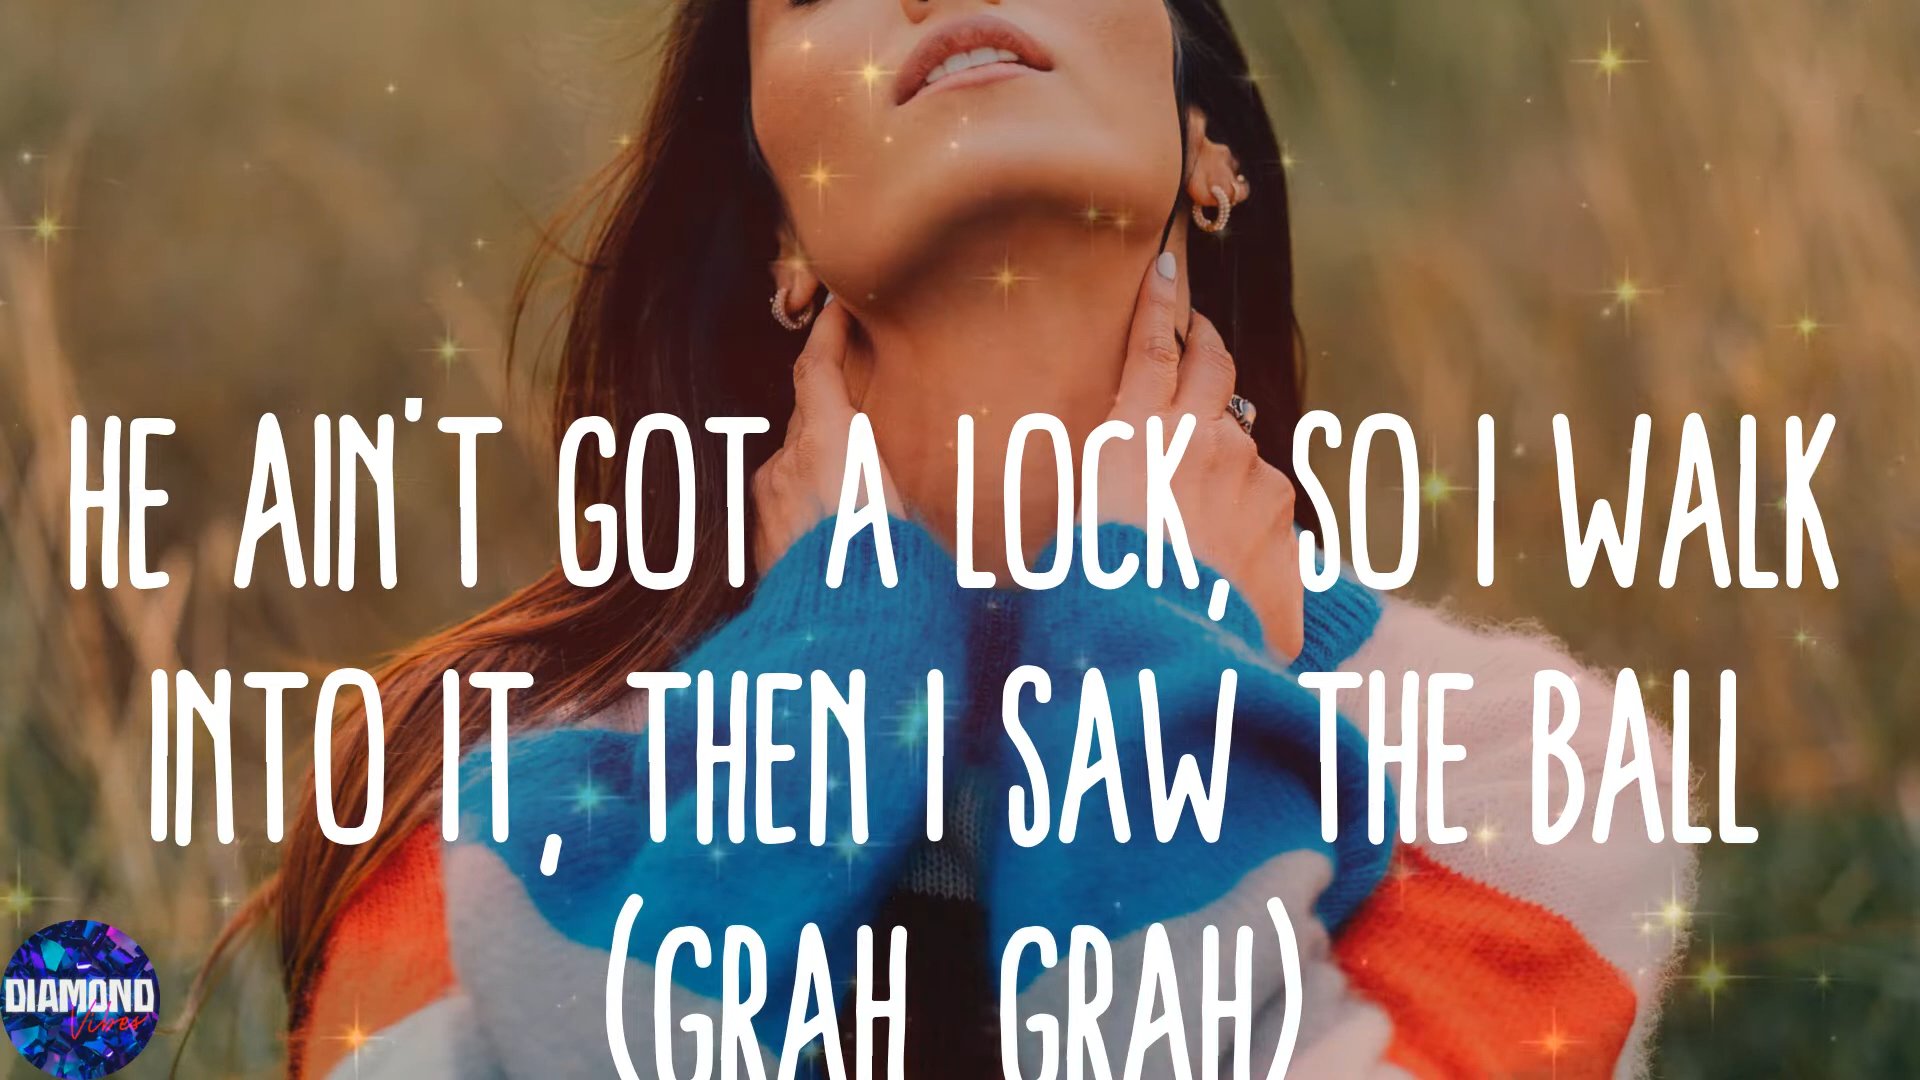 HE AIN'T GOT A LOCK, SO I WALK
INTO IT, THEN I SAW THE BALL
(GRAH GRAH)
DIAMOND
Vibes